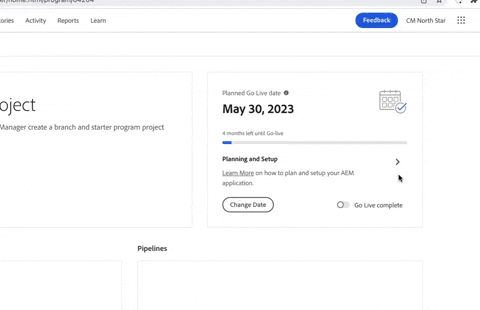 tories Activity Reports Learn Feedback CM North Star
Planned Go Live date
oject
May 30, 2023
Manager create a branch and starter program project
4 months left until Go-live
Planning and Setup
Learn More on how to plan and setup your AEM
application.
Change Date Go Live complete
Pipelines